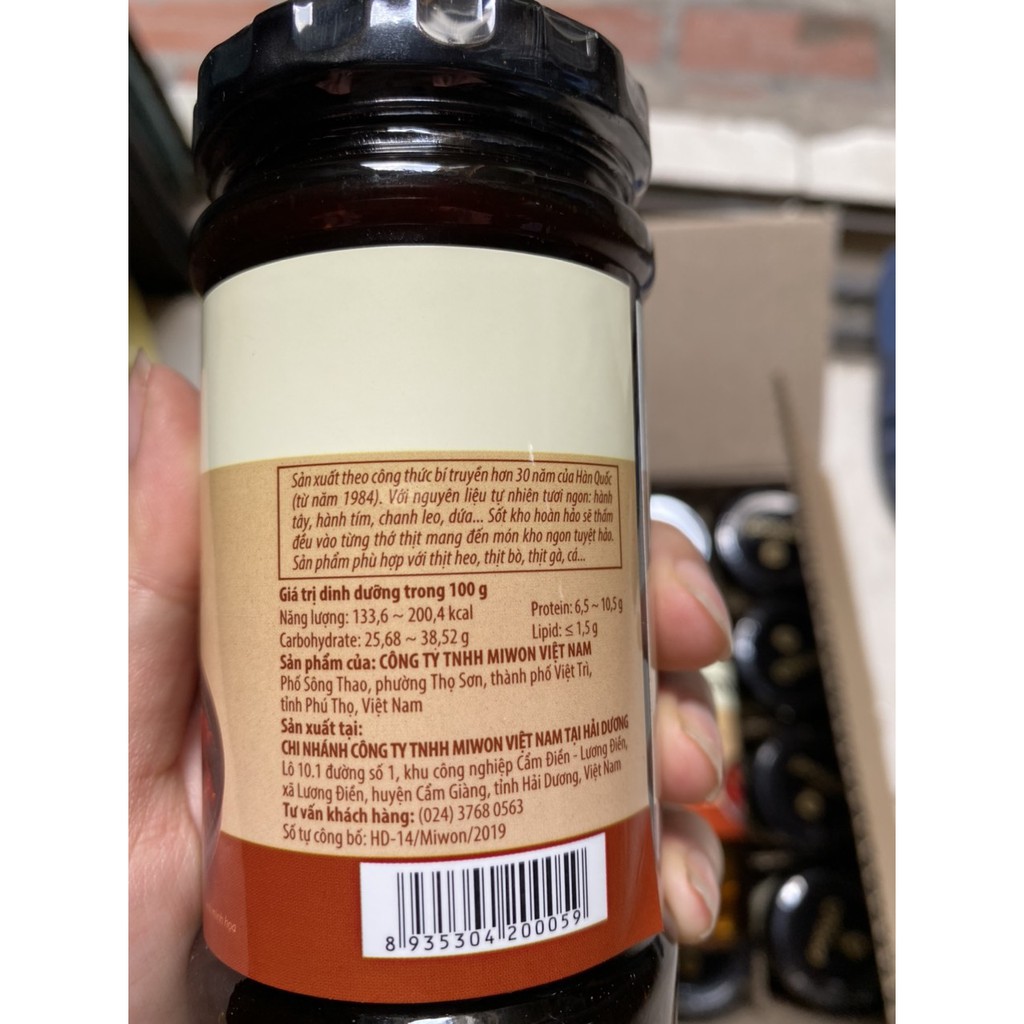 Sản xuất theo công thức bí truyền hơn 30 năm của Hàn Quốc
(từ năm 1984). Với nguyên liệu tự nhiên tươi ngon: hành
tây, hành tím, chanh leo, dứa... Sốt kho hoàn hảo sẽ thấm
đều vào từng thớ thịt mang đến món kho ngon tuyệt hảo.
Sản phẩm phù hợp với thịt heo, thịt bò, thịt gà, cá...
Giá trị dinh dưỡng trong 100 g
Năng lượng: 133,6 ~ 200,4 kcal Protein: 6,5 ~ 10,5 g
Carbohydrate: 25,68 ~ 38,52 g Lipid: ≤ 1,5 g
Sản phẩm của: CÔNG TY TNHH MIWON VIỆT NAM
Phố Sông Thao, phường Thọ Sơn, thành phố Việt Trì,
tỉnh Phú Thọ, Việt Nam
Sản xuất tại:
CHI NHÁNH CÔNG TY TNHH MIWON VIỆT NAM TẠI HẢI DƯƠNG
Lô 10.1 đường số 1, khu công nghiệp Cẩm Điền - Lương Điền,
xã Lương Điền, huyện Cẩm Giàng, tỉnh Hải Dương, Việt Nam
Tư vấn khách hàng: (024) 3768 0563
Số tự công bố: HD-14/Miwon/2019
8 935304 200059